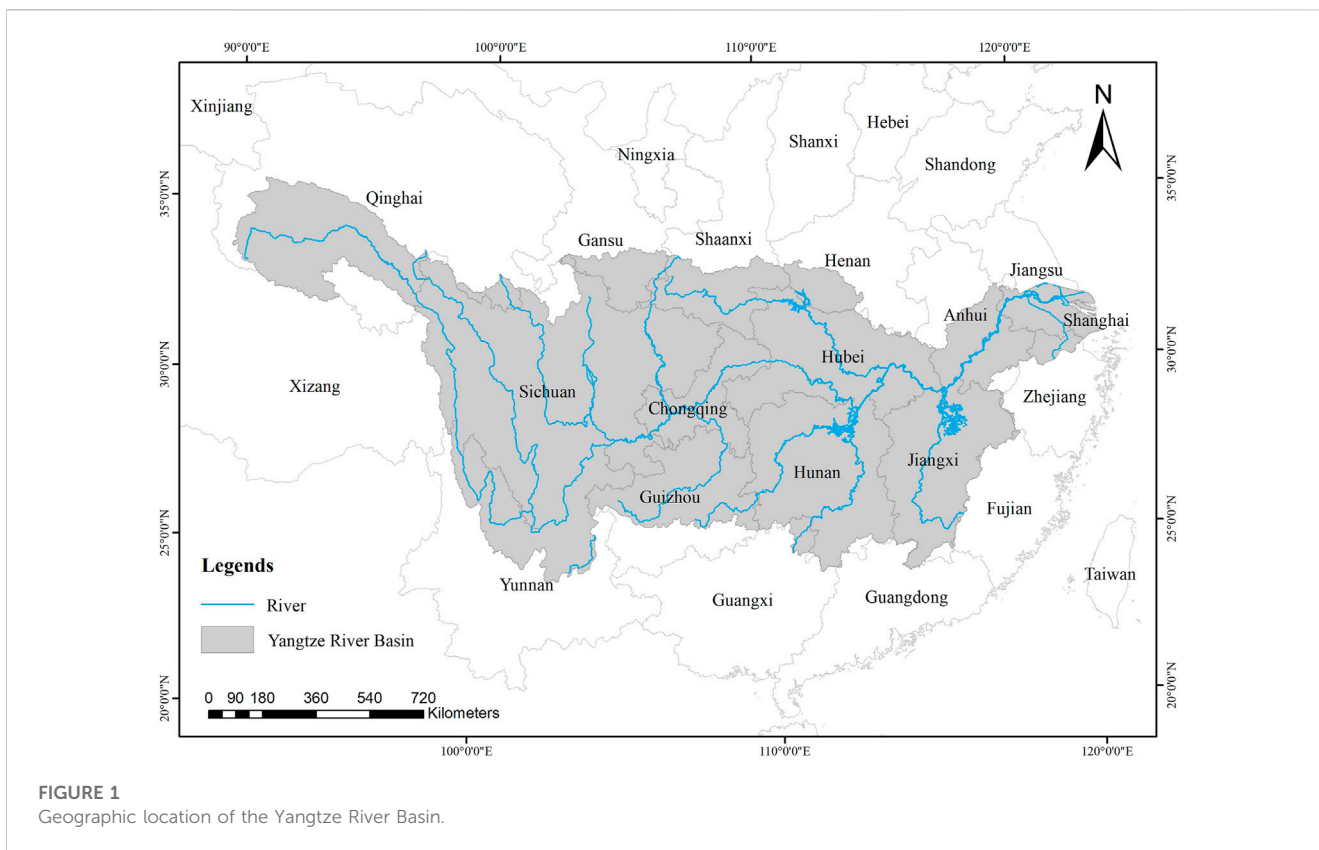 90°0'0"E 100°0'0"E 110°0'0"E 120°0'0"E
N
Xinjiang
Hebei
Shanxi
Ningxia
Shandong
35°0'0"N
35°0'0"N
Qinghai
Gansu
Shaanxi
Henan
Jiangsu
Anhui
Shanghai
30°0'0"N
30°0'0"N
Hubei
Xizang
Sichuan
Zhejiang
Chongqing
Hunan
Jiangxi
Guizhou
Fujian
25°0'0"N
25°0'0"N
Legends
Taiwan
Yunnan
River
Guangxi
Guangdong
Yangtze River Basin
20°0'0"N
20°0'0"N
0 90 180 360 540 720
Kilometers
100°0'0"E 110°0'0"E 120°0'0"E
FIGURE 1
Geographic location of the Yangtze River Basin.